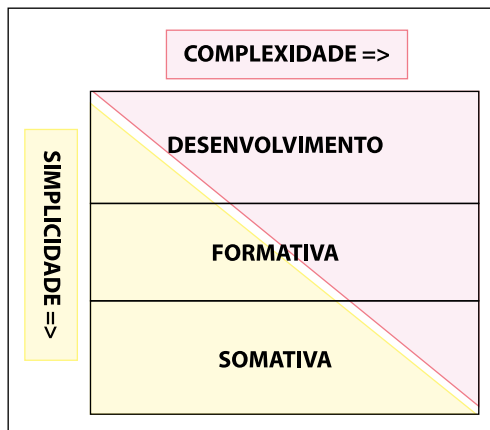 COMPLEXIDADE =>
SIMPLICIDADE =>
DESENVOLVIMENTO
FORMATIVA
SOMATIVA